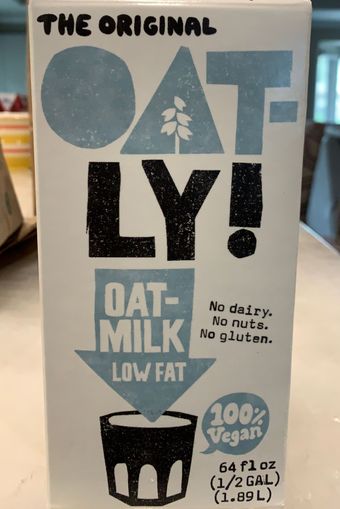 THE ORIGINAL
OAT-
LY!
OAT-
MILK
LOW FAT
No dairy.
No nuts.
No gluten.
100%
Vegan
64 fl oz
(1/2 GAL)
(1.89 L)